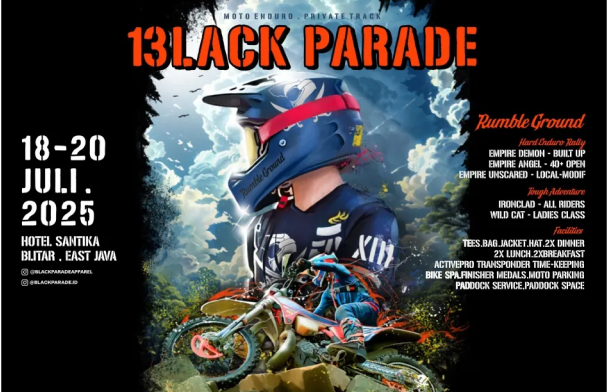 MOTO ENDURO . PRIVATE TRACK
13LACK PARADE
18-20
JULI .
2025
HOTEL SANTIKA
BLITAR . EAST JAVA
@BLACKPARADEAPPAREL
@BLACKPARADE.ID
Rumble Ground
XIII
Rumble Ground
Hard Enduro Rally
EMPIRE DEMON - BUILT UP
EMPIRE ANGEL - 40+ OPEN
EMPIRE UNSCARED - LOCAL-MODIF
Tough Adventure
IRONCLAD - ALL RIDERS
WILD CAT - LADIES CLASS
Facilities
TEES.BAG.JACKET.HAT.2X DINNER
2X LUNCH.2XBREAKFAST
ACTIVEPRO TRANSPONDER TIME-KEEPING
BIKE SPA.FINISHER MEDALS.MOTO PARKING
PADDOCK SERVICE.PADDOCK SPACE